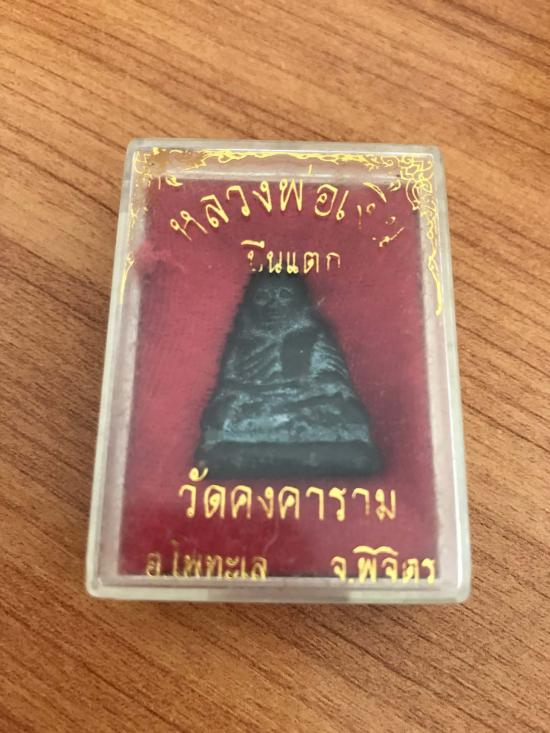 หลวงพ่อเงิน
ปืนแตก
วัดคงคาราม
อ.โพทะเล จ.พิจิตร